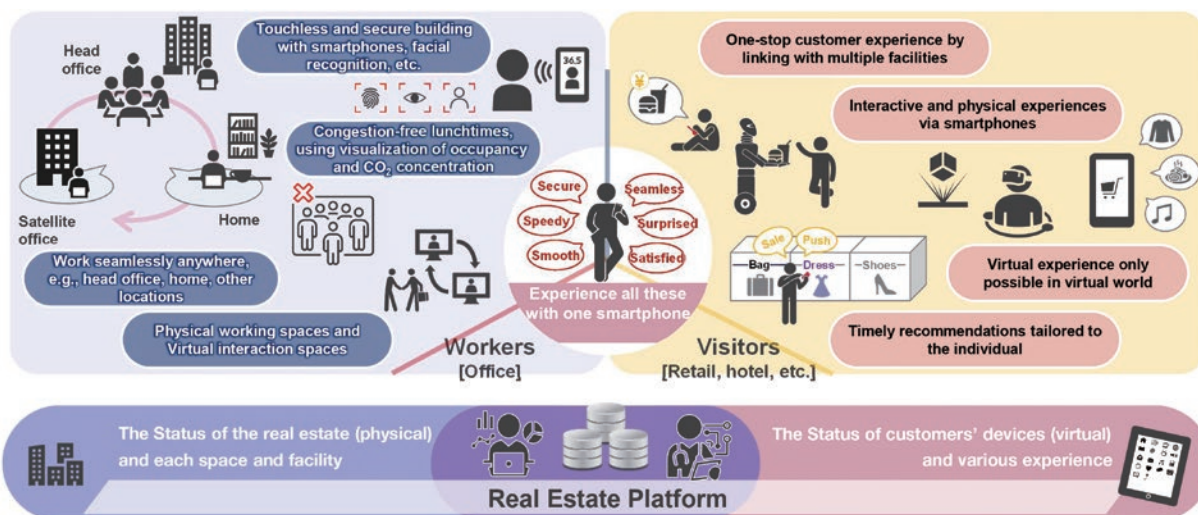 Head
office
Satellite
office
Home
Touchless and secure building
with smartphones, facial
recognition, etc.
36.5
Congestion-free lunchtimes,
using visualization of occupancy
and CO₂ concentration
Work seamlessly anywhere,
e.g., head office, home, other
locations
Physical working spaces and
Virtual interaction spaces
Workers
[Office]
Secure
Speedy
Smooth
Seamless
Surprised
Satisfied
Experience all these
with one smartphone
One-stop customer experience by
linking with multiple facilities
¥
Interactive and physical experiences
via smartphones
Sale
Push
Bag
Dress
Shoes
Virtual experience only
possible in virtual world
Timely recommendations tailored to
the individual
Visitors
[Retail, hotel, etc.]
The Status of the real estate (physical)
and each space and facility
The Status of customers' devices (virtual)
and various experience
Real Estate Platform